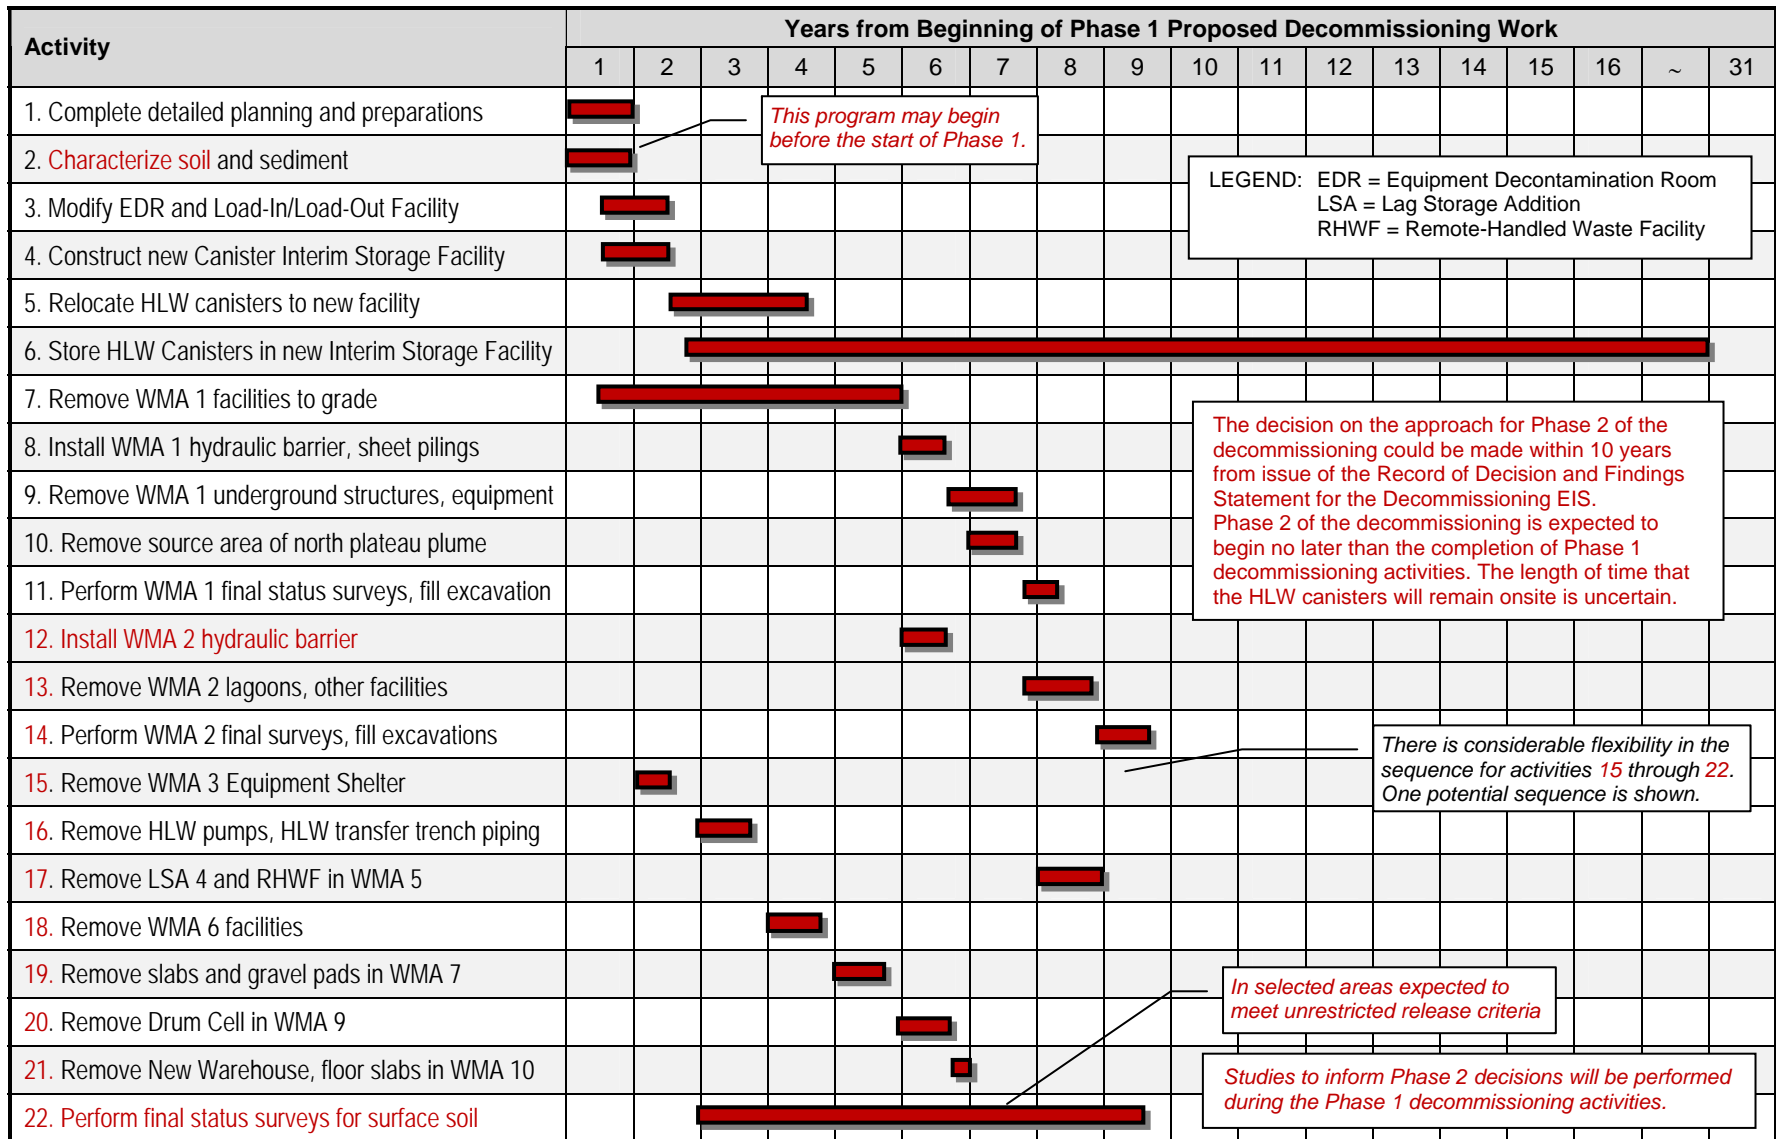 Activity
Years from Beginning of Phase 1 Proposed Decommissioning Work
1 2 3 4 5 6 7 8 9 10 11 12 13 14 15 16 ~ 31
1. Complete detailed planning and preparations
This program may begin
before the start of Phase 1.
2. Characterize soil and sediment
LEGEND: EDR = Equipment Decontamination Room
LSA = Lag Storage Addition
RHWF = Remote-Handled Waste Facility
3. Modify EDR and Load-In/Load-Out Facility
4. Construct new Canister Interim Storage Facility
5. Relocate HLW canisters to new facility
6. Store HLW Canisters in new Interim Storage Facility
7. Remove WMA 1 facilities to grade
The decision on the approach for Phase 2 of the
decommissioning could be made within 10 years
from issue of the Record of Decision and Findings
Statement for the Decommissioning EIS.
Phase 2 of the decommissioning is expected to
begin no later than the completion of Phase 1
decommissioning activities. The length of time that
the HLW canisters will remain onsite is uncertain.
8. Install WMA 1 hydraulic barrier, sheet pilings
9. Remove WMA 1 underground structures, equipment
10. Remove source area of north plateau plume
11. Perform WMA 1 final status surveys, fill excavation
12. Install WMA 2 hydraulic barrier
13. Remove WMA 2 lagoons, other facilities
14. Perform WMA 2 final surveys, fill excavations
There is considerable flexibility in the
sequence for activities 15 through 22.
One potential sequence is shown.
15. Remove WMA 3 Equipment Shelter
16. Remove HLW pumps, HLW transfer trench piping
17. Remove LSA 4 and RHWF in WMA 5
18. Remove WMA 6 facilities
19. Remove slabs and gravel pads in WMA 7
In selected areas expected to
meet unrestricted release criteria
20. Remove Drum Cell in WMA 9
21. Remove New Warehouse, floor slabs in WMA 10
Studies to inform Phase 2 decisions will be performed
during the Phase 1 decommissioning activities.
22. Perform final status surveys for surface soil